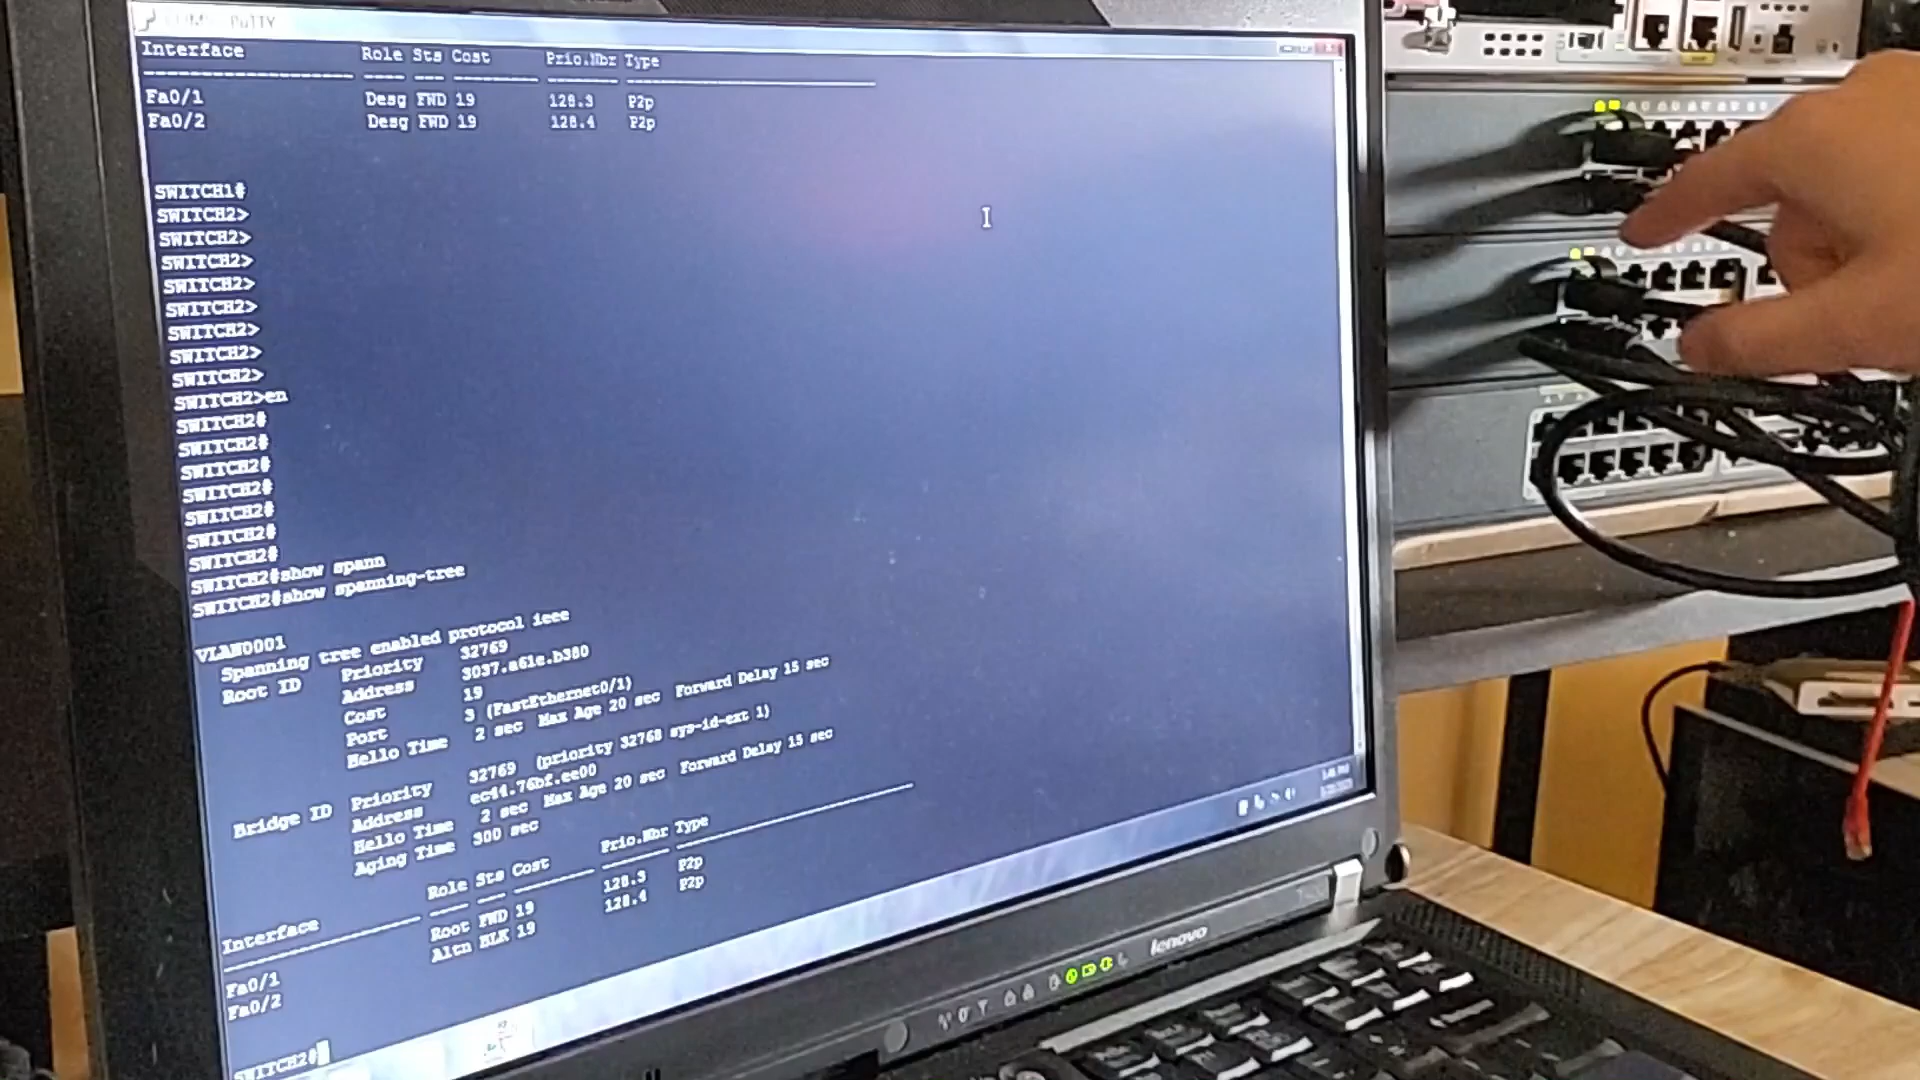 PuTTY
Interface Role Sts Cost Prio.Nbr Type
Fa0/1 Desg FWD 19 128.3 P2p
Fa0/2 Desg FWD 19 128.4 P2p
SWITCH1#
SWITCH2>
SWITCH2>
SWITCH2>
SWITCH2>
SWITCH2>
SWITCH2>
SWITCH2>
SWITCH2>
SWITCH2>en
SWITCH2#
SWITCH2#
SWITCH2#
SWITCH2#
SWITCH2#
SWITCH2#
SWITCH2#
SWITCH2#show spann
SWITCH2#show spanning-tree
VLAN0001
Spanning tree enabled protocol ieee
Root ID Priority 32769
Address 3037.a61e.b380
Cost 19
Port 3 (FastEthernet0/1)
Hello Time 2 sec Max Age 20 sec Forward Delay 15 sec
Bridge ID Priority 32769 (priority 32768 sys-id-ext 1)
Address ec44.76bf.ee00
Hello Time 2 sec Max Age 20 sec Forward Delay 15 sec
Aging Time 300 sec
Interface Role Sts Cost Prio.Nbr Type
Fa0/1 Root FWD 19 128.3 P2p
Fa0/2 Altn BLK 19 128.4 P2p
SWITCH2#
lenovo